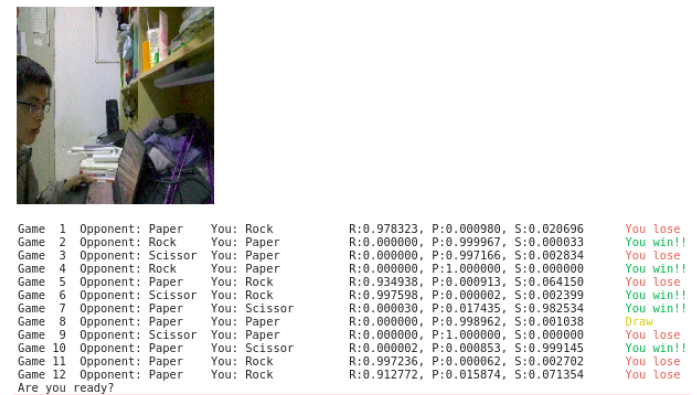 Game 1 Opponent: Paper You: Rock R:0.978323, P:0.000980, S:0.020696 You lose
Game 2 Opponent: Rock You: Paper R:0.000000, P:0.999967, S:0.000033 You win!!
Game 3 Opponent: Scissor You: Paper R:0.000000, P:0.997166, S:0.002834 You lose
Game 4 Opponent: Rock You: Paper R:0.000000, P:1.000000, S:0.000000 You win!!
Game 5 Opponent: Paper You: Rock R:0.934938, P:0.000913, S:0.064150 You lose
Game 6 Opponent: Scissor You: Rock R:0.997598, P:0.000002, S:0.002399 You win!!
Game 7 Opponent: Paper You: Scissor R:0.000030, P:0.017435, S:0.982534 You win!!
Game 8 Opponent: Paper You: Paper R:0.000000, P:0.998962, S:0.001038 Draw
Game 9 Opponent: Scissor You: Paper R:0.000000, P:1.000000, S:0.000000 You lose
Game 10 Opponent: Paper You: Scissor R:0.000002, P:0.000853, S:0.999145 You win!!
Game 11 Opponent: Paper You: Rock R:0.997236, P:0.000062, S:0.002702 You lose
Game 12 Opponent: Paper You: Rock R:0.912772, P:0.015874, S:0.071354 You lose
Are you ready?